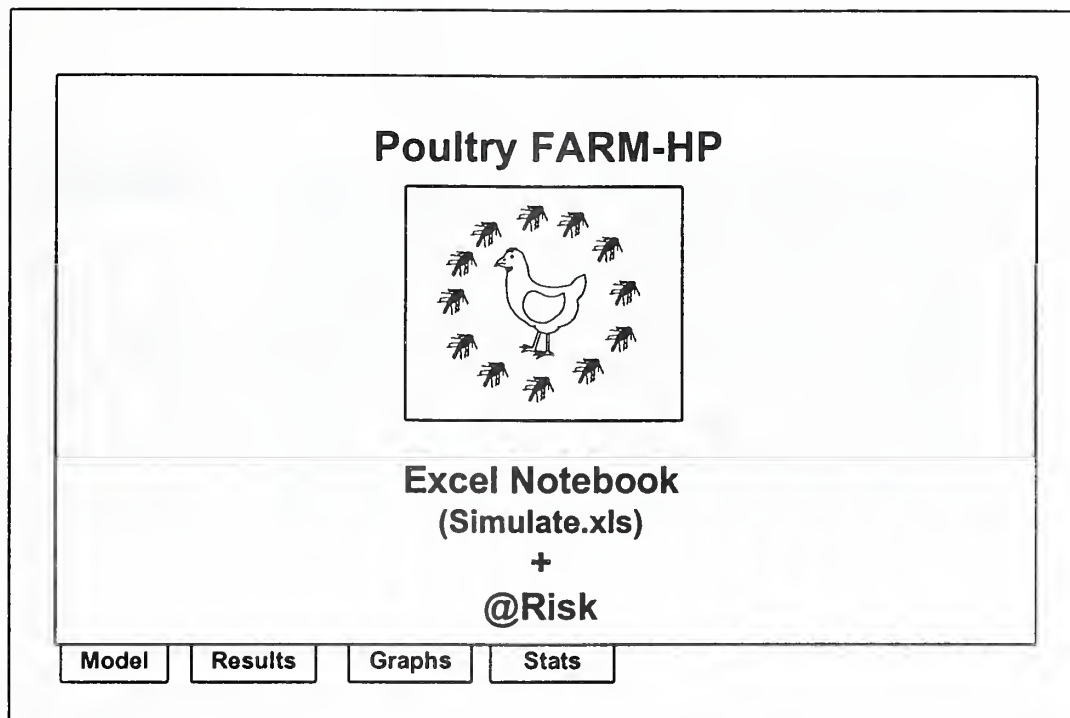 Poultry FARM-HP
Excel Notebook
(Simulate.xls)
+
@Risk
Model Results Graphs Stats